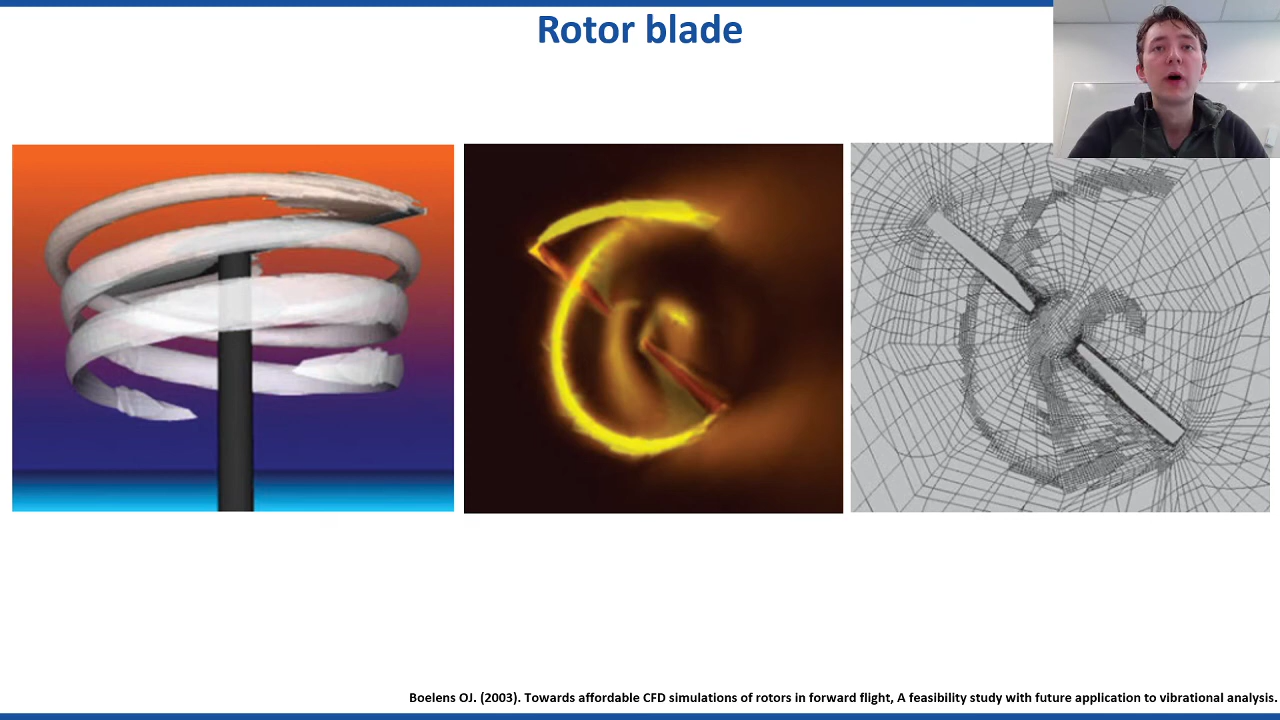 Rotor blade
Boelens OJ. (2003). Towards affordable CFD simulations of rotors in forward flight, A feasibility study with future application to vibrational analysis.